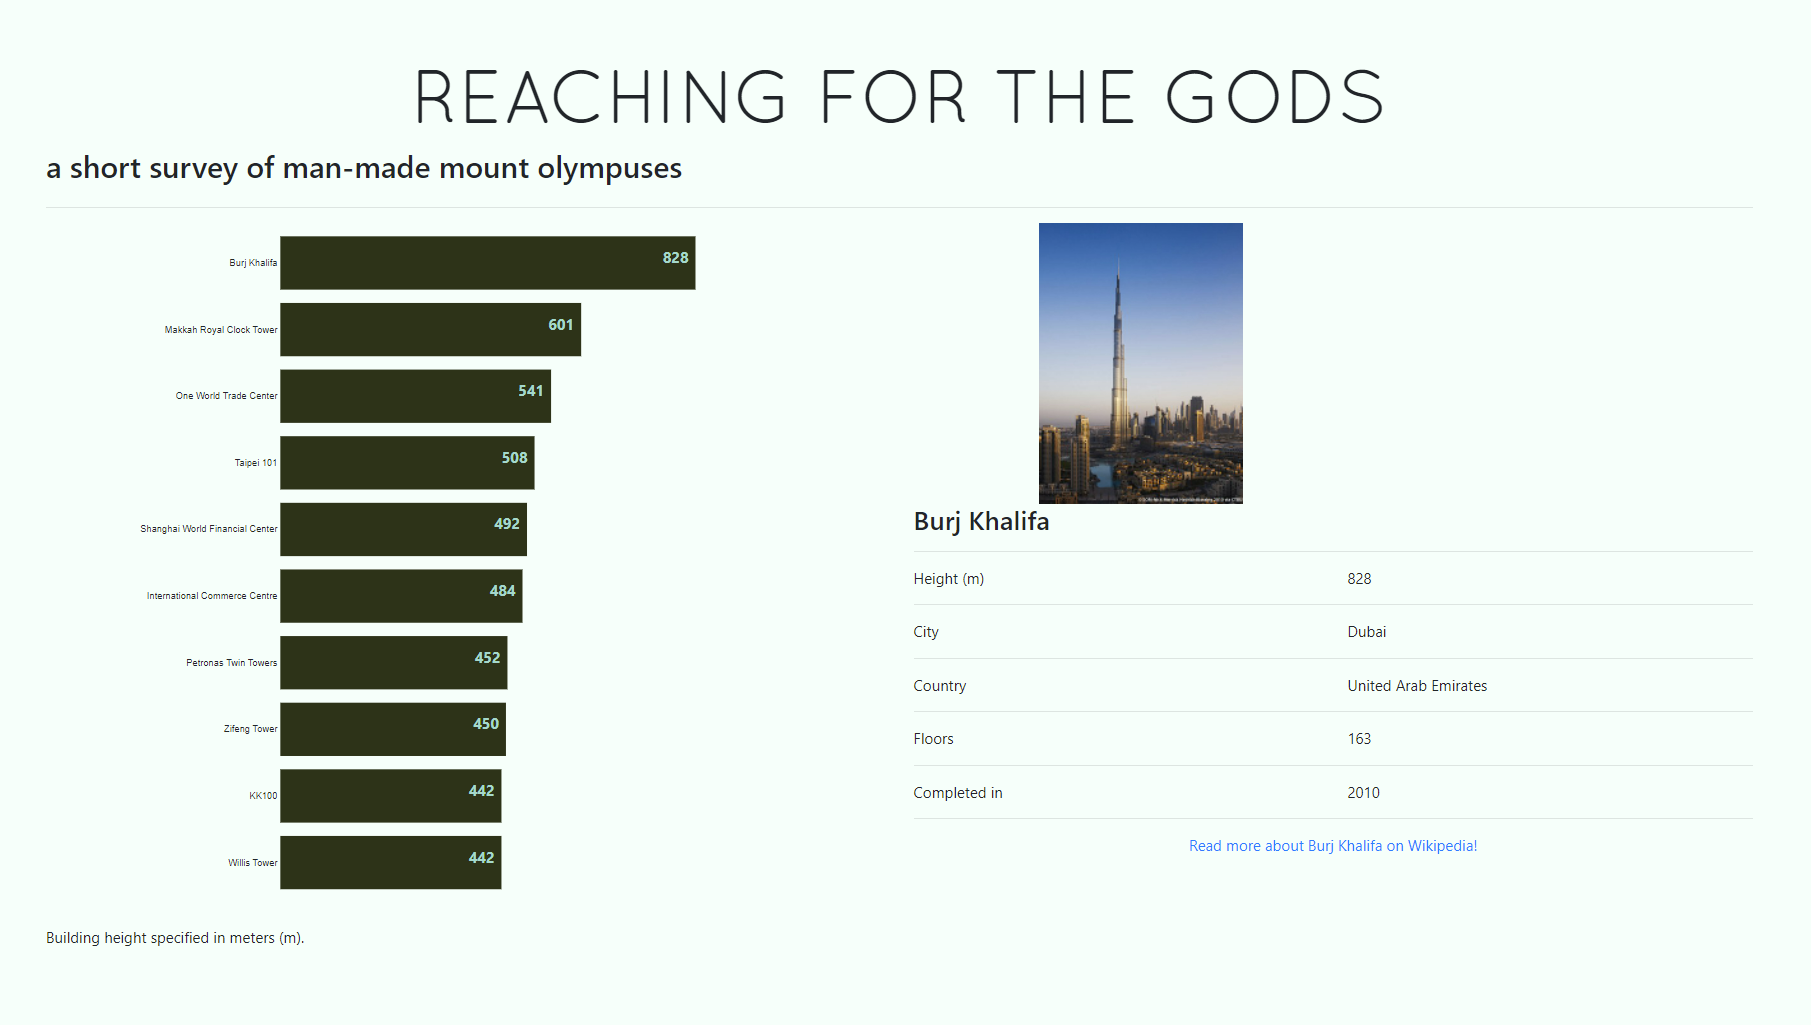 REACHING FOR THE GODS
a short survey of man-made mount olympuses
Burj Khalifa 828
Makkah Royal Clock Tower 601
One World Trade Center 541
Taipei 101 508
Shanghai World Financial Center 492
International Commerce Centre 484
Petronas Twin Towers 452
Zifeng Tower 450
KK100 442
Willis Tower 442
Building height specified in meters (m).
Burj Khalifa
Height (m) 828
City Dubai
Country United Arab Emirates
Floors 163
Completed in 2010
Read more about Burj Khalifa on Wikipedia!